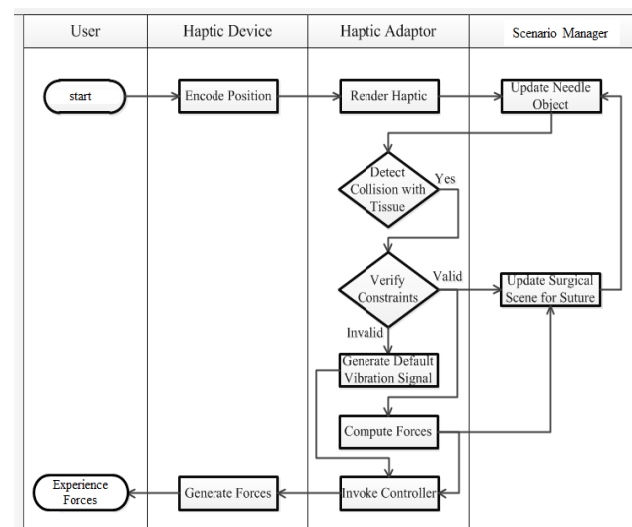 User
Haptic Device
Haptic Adaptor
Scenario Manager
start
Encode Position
Render Haptic
Update Needle
Object
Detect
Collision with
Tissue
Yes
Verify
Constraints
Valid
Update Surgical
Scene for Suture
Invalid
Generate Default
Vibration Signal
Compute Forces
Experience
Forces
Generate Forces
Invoke Controller